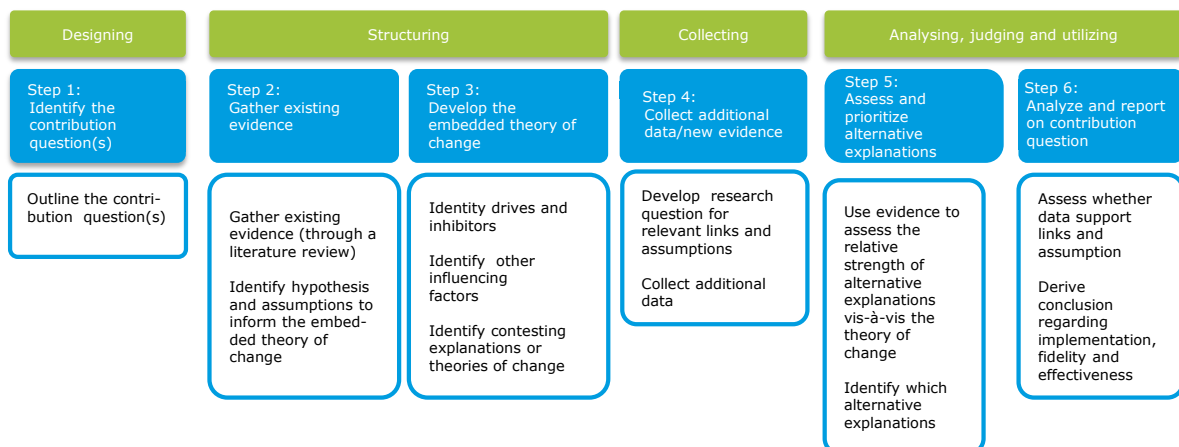 Designing
Structuring
Collecting
Analysing, judging and utilizing
Step 1:
Identify the
contribution
question(s)
Step 2:
Gather existing
evidence
Step 3:
Develop the
embedded theory of
change
Step 4:
Collect additional
data/new evidence
Step 5:
Assess and
prioritize
alternative
explanations
Step 6:
Analyze and report
on contribution
question
Outline the contri-
bution question(s)
Gather existing
evidence (through a
literature review)
Identify hypothesis
and assumptions to
inform the embed-
ded theory of
change
Identity drives and
inhibitors
Identify other
influencing
factors
Identify contesting
explanations or
theories of change
Develop research
question for
relevant links and
assumptions
Collect additional
data
Use evidence to
assess the
relative
strength of
alternative
explanations
vis-à-vis the
theory of
change
Identify which
alternative
explanations
Assess whether
data support
links and
assumption
Derive
conclusion
regarding
implementation,
fidelity and
effectiveness